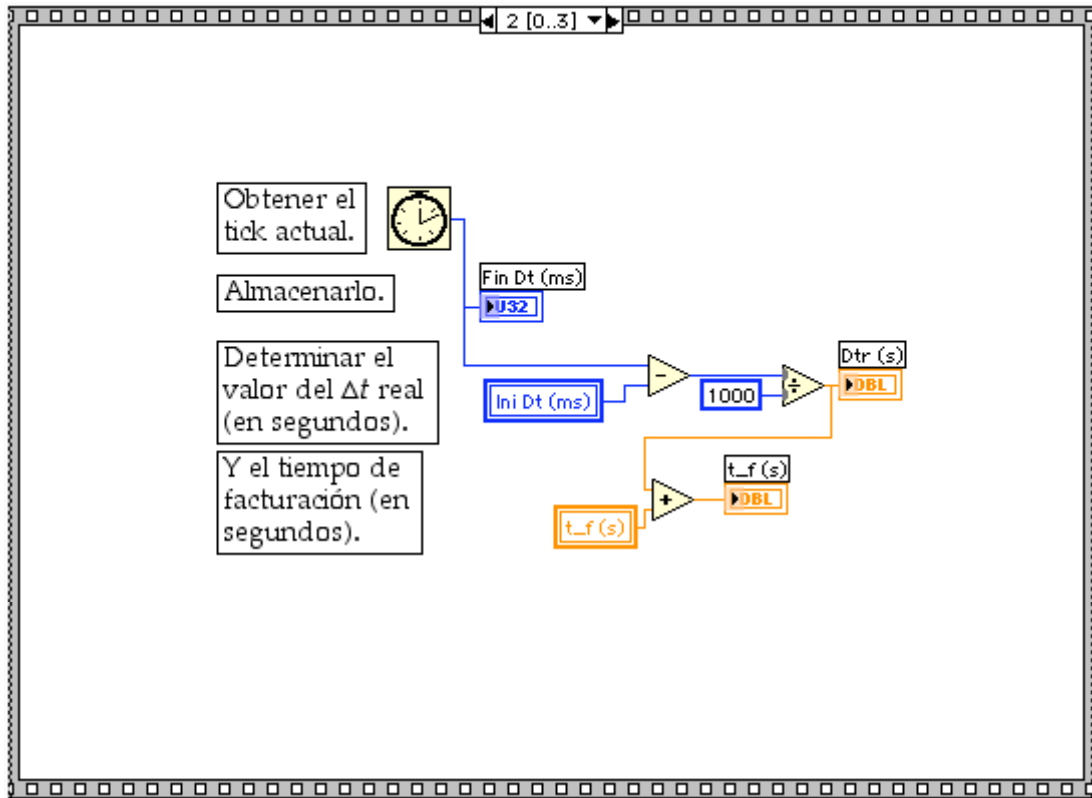 2 [0..3]
Obtener el
tick actual.
Almacenarlo.
Fin Dt (ms)
U32
Determinar el
valor del Δt real
(en segundos).
Ini Dt (ms)
-
1000
÷
Dtr (s)
DBL
Y el tiempo de
facturación (en
segundos).
t_f (s)
+
t_f (s)
DBL